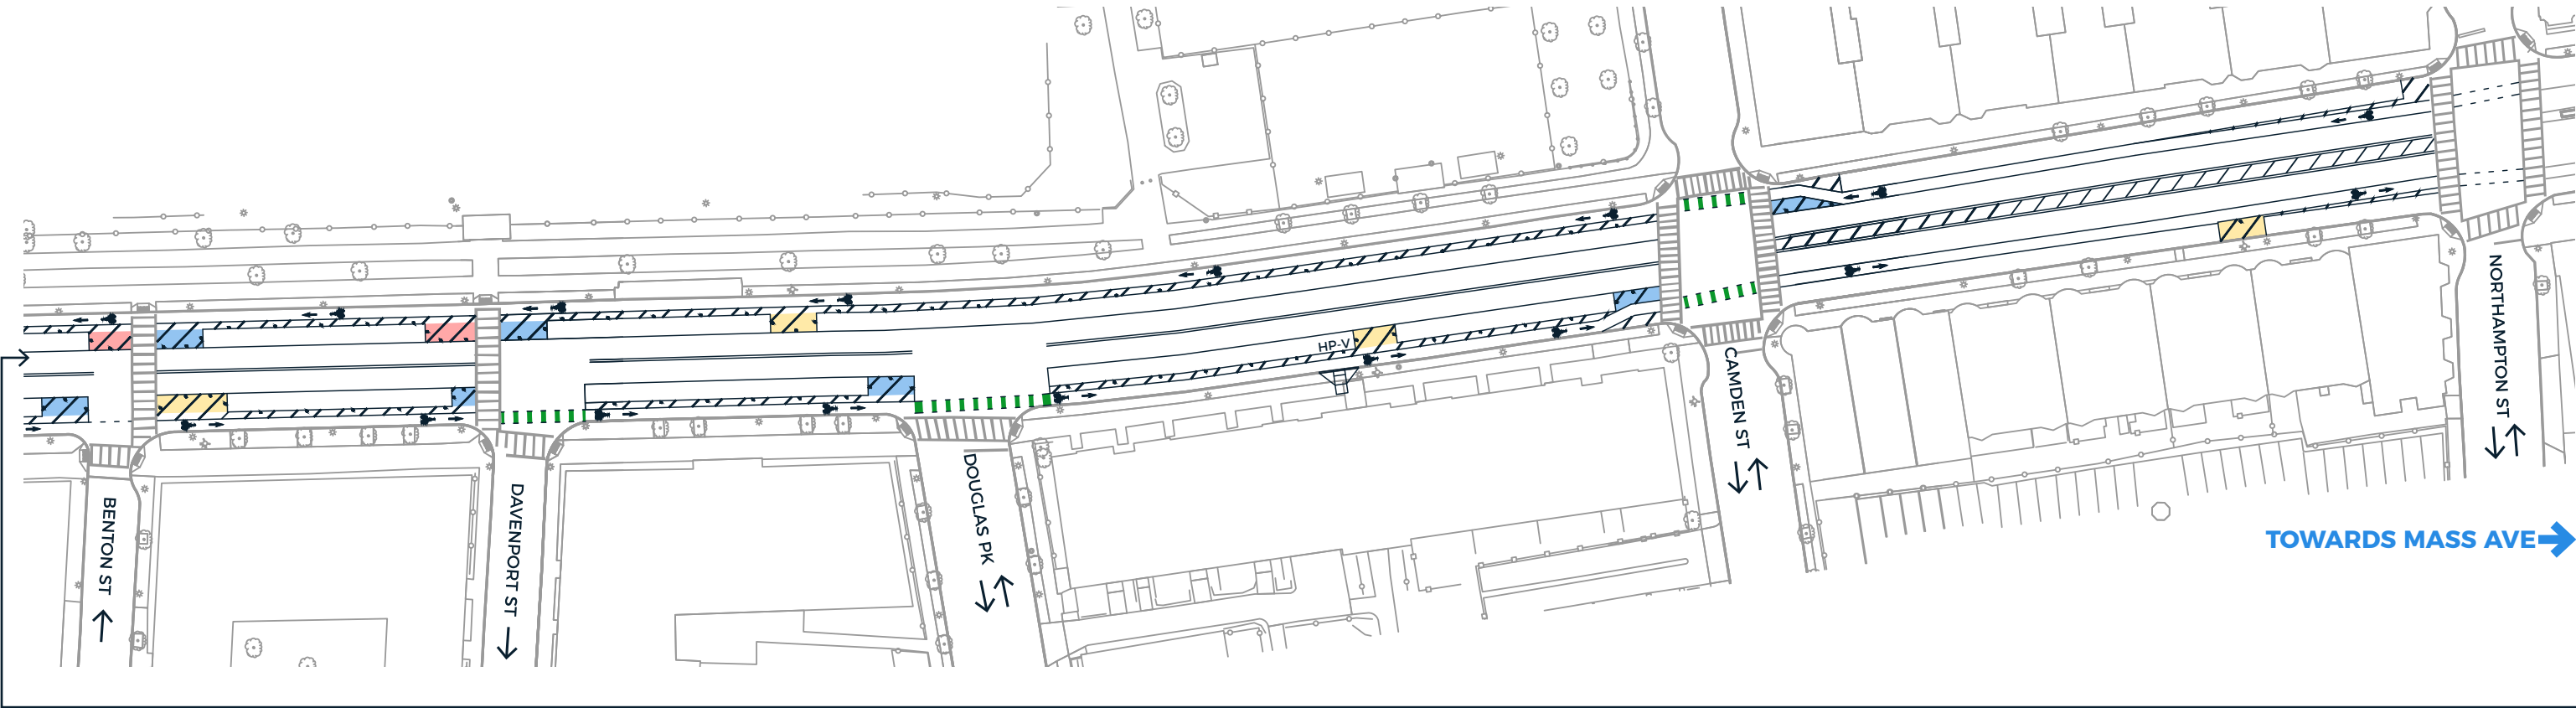 HP-V
BENTON ST
DAVENPORT ST
DOUGLAS PK
CAMDEN ST
NORTHAMPTON ST
TOWARDS MASS AVE